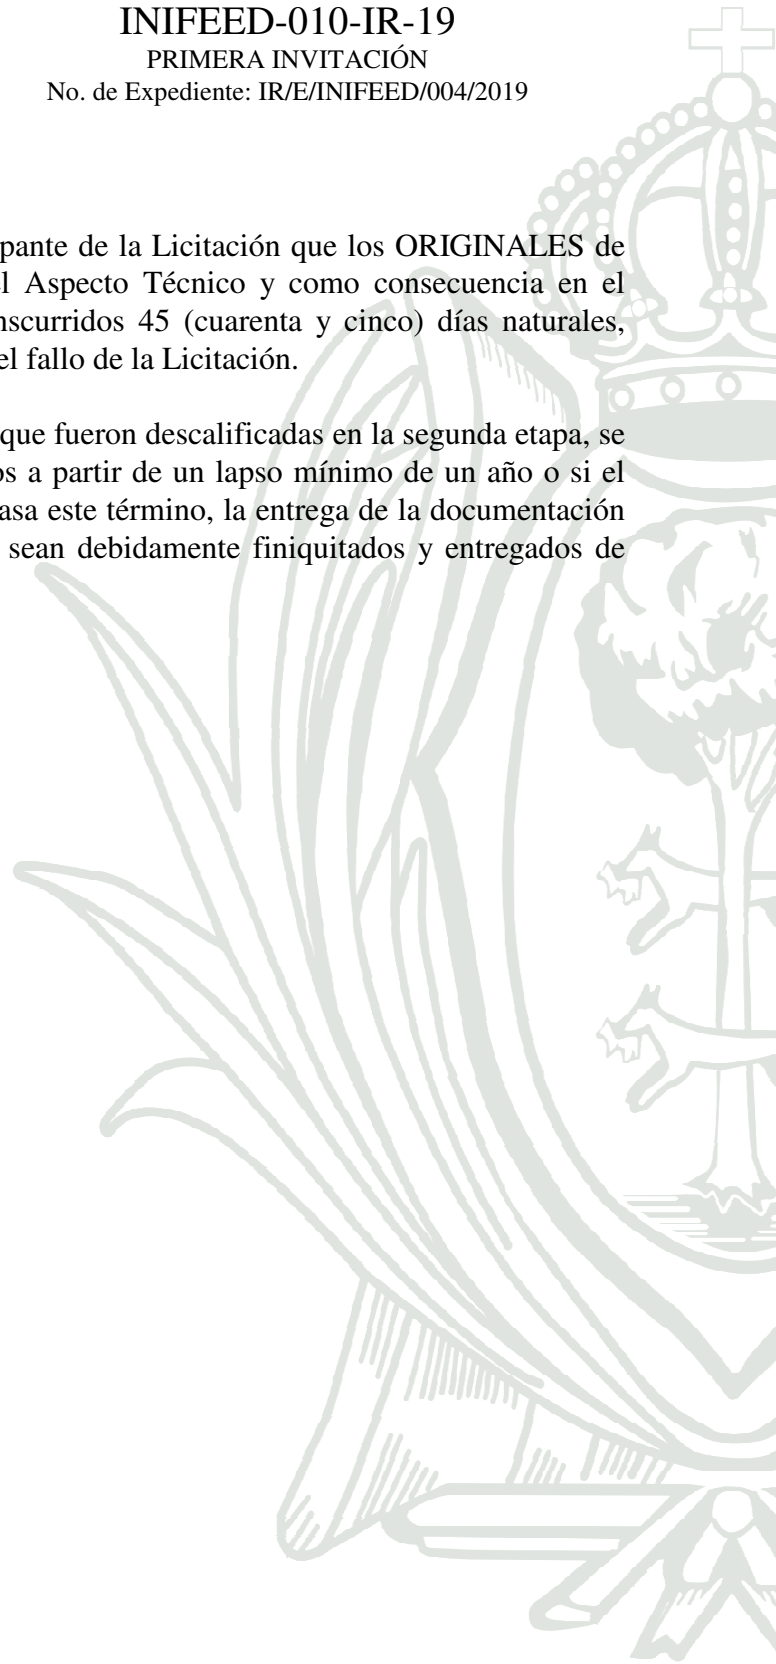 INIFEED-010-IR-19
PRIMERA INVITACIÓN
No. de Expediente: IR/E/INIFEED/004/2019
pante de la Licitación que los ORIGINALES de
l Aspecto Técnico y como consecuencia en el
nscurridos 45 (cuarenta y cinco) días naturales,
el fallo de la Licitación.
que fueron descalificadas en la segunda etapa, se
os a partir de un lapso mínimo de un año o si el
asa este término, la entrega de la documentación
sean debidamente finiquitados y entregados de